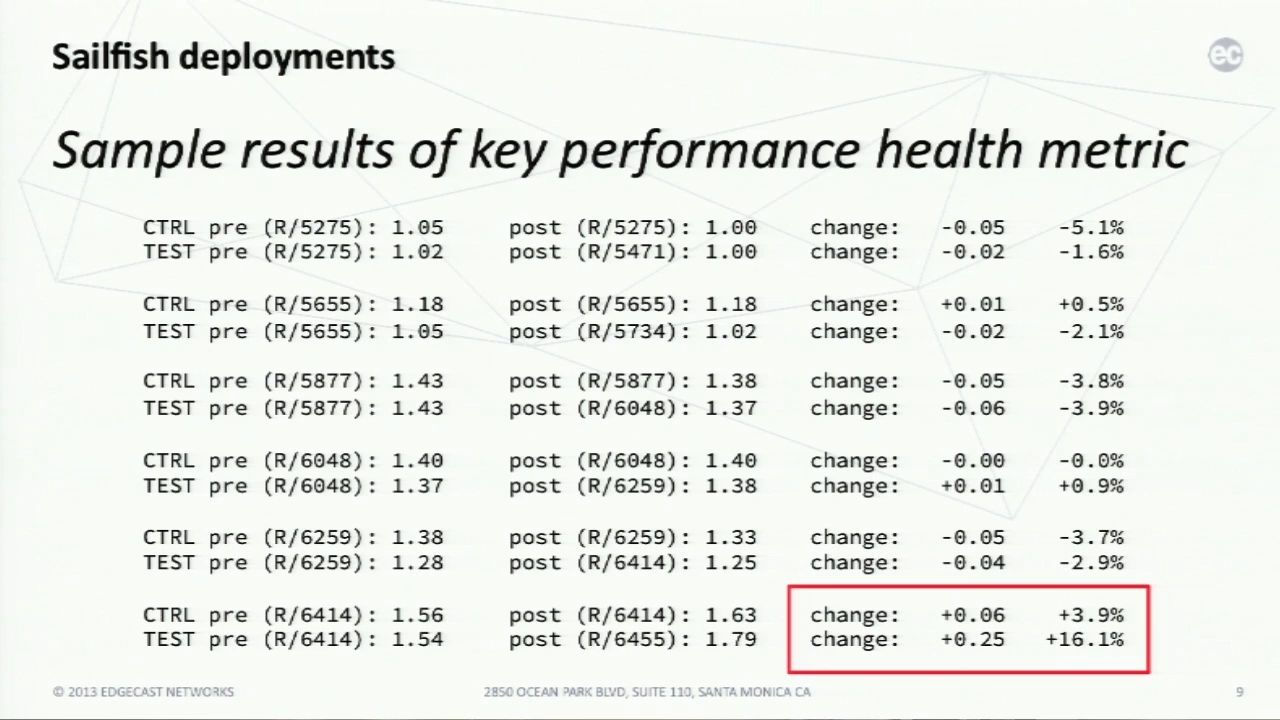 Sailfish deployments
ec
Sample results of key performance health metric
CTRL pre (R/5275): 1.05 post (R/5275): 1.00 change: -0.05 -5.1%
TEST pre (R/5275): 1.02 post (R/5471): 1.00 change: -0.02 -1.6%
CTRL pre (R/5655): 1.18 post (R/5655): 1.18 change: +0.01 +0.5%
TEST pre (R/5655): 1.05 post (R/5734): 1.02 change: -0.02 -2.1%
CTRL pre (R/5877): 1.43 post (R/5877): 1.38 change: -0.05 -3.8%
TEST pre (R/5877): 1.43 post (R/6048): 1.37 change: -0.06 -3.9%
CTRL pre (R/6048): 1.40 post (R/6048): 1.40 change: -0.00 -0.0%
TEST pre (R/6048): 1.37 post (R/6259): 1.38 change: +0.01 +0.9%
CTRL pre (R/6259): 1.38 post (R/6259): 1.33 change: -0.05 -3.7%
TEST pre (R/6259): 1.28 post (R/6414): 1.25 change: -0.04 -2.9%
CTRL pre (R/6414): 1.56 post (R/6414): 1.63 change: +0.06 +3.9%
TEST pre (R/6414): 1.54 post (R/6455): 1.79 change: +0.25 +16.1%
© 2013 EDGECAST NETWORKS 2850 OCEAN PARK BLVD, SUITE 110, SANTA MONICA CA 9